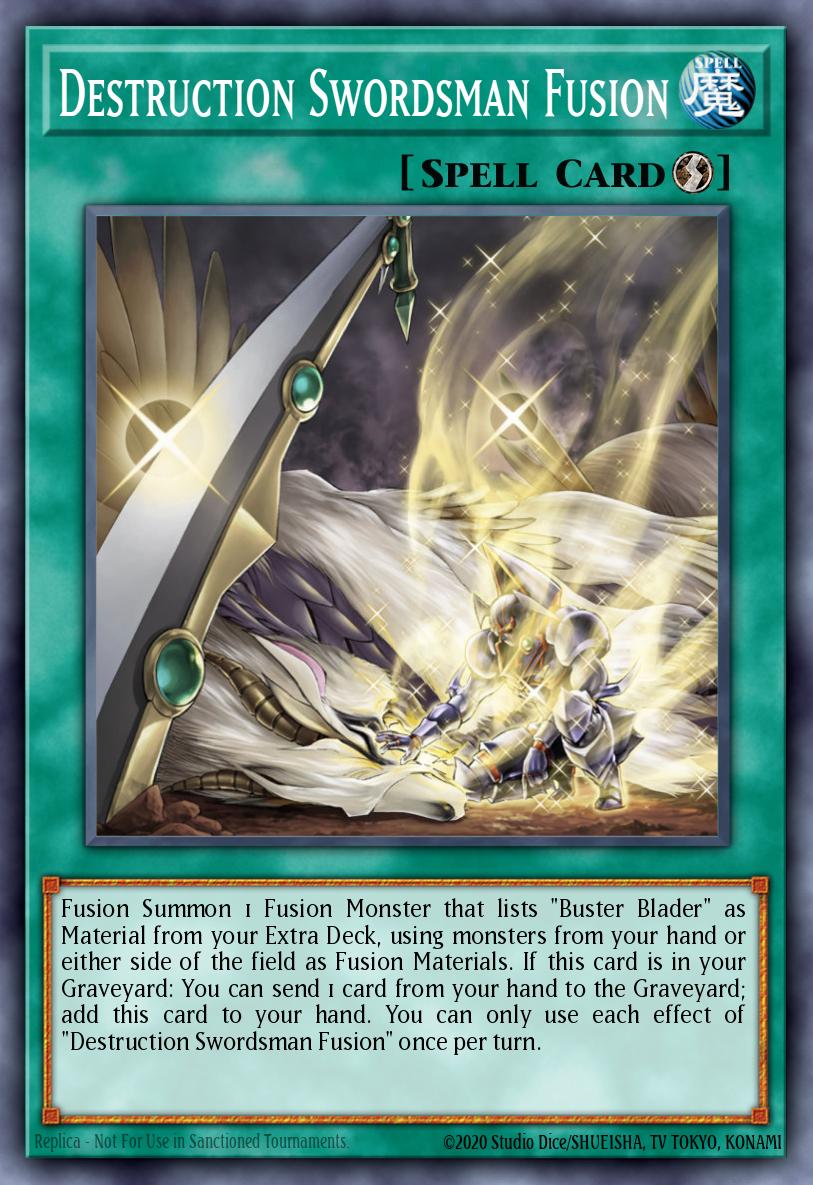 Destruction Swordsman Fusion
SPELL
魔
[Spell Card]
Fusion Summon 1 Fusion Monster that lists "Buster Blader" as
Material from your Extra Deck, using monsters from your hand or
either side of the field as Fusion Materials. If this card is in your
Graveyard: You can send 1 card from your hand to the Graveyard;
add this card to your hand. You can only use each effect of
"Destruction Swordsman Fusion" once per turn.
Replica - Not For Use in Sanctioned Tournaments.
©2020 Studio Dice/SHUEISHA, TV TOKYO, KONAMI